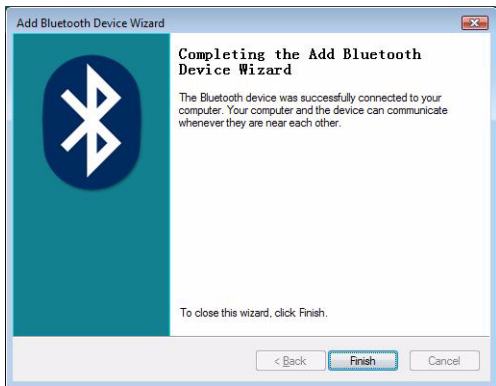 Add Bluetooth Device Wizard
Completing the Add Bluetooth
Device Wizard
The Bluetooth device was successfully connected to your
computer. Your computer and the device can communicate
whenever they are near each other.
To close this wizard, click Finish.
< Back
Finish
Cancel